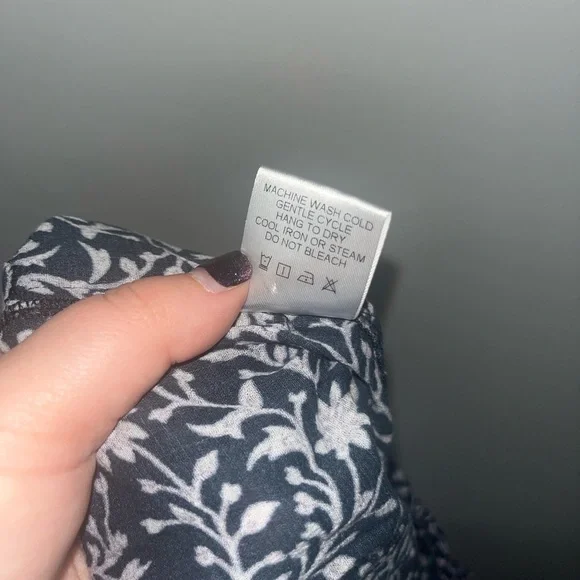 MACHINE WASH COLD
GENTLE CYCLE
HANG TO DRY
COOL IRON OR STEAM
DO NOT BLEACH